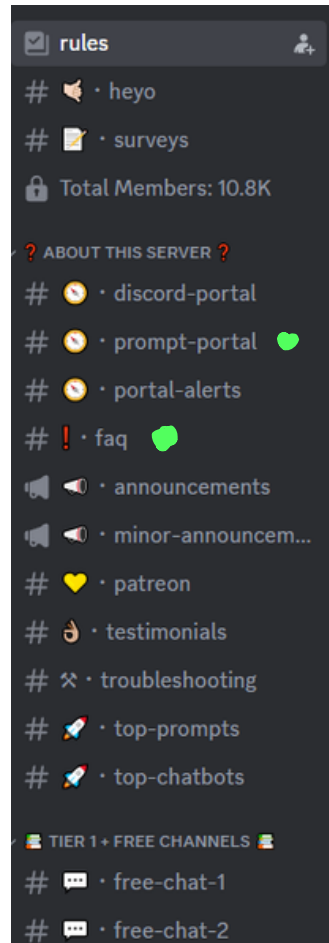 rules
# 🤙🏻・heyo
# 📝・surveys
Total Members: 10.8K
❓ ABOUT THIS SERVER ❓
# 🧭・discord-portal
# 🧭・prompt-portal
# 🧭・portal-alerts
# ❗・faq
📢・announcements
📢・minor-announcem...
# 💛・patreon
# 👌🏽・testimonials
# ⚒・troubleshooting
# 🚀・top-prompts
# 🚀・top-chatbots
📚 TIER 1 + FREE CHANNELS 📚
# 💬・free-chat-1
# 💬・free-chat-2